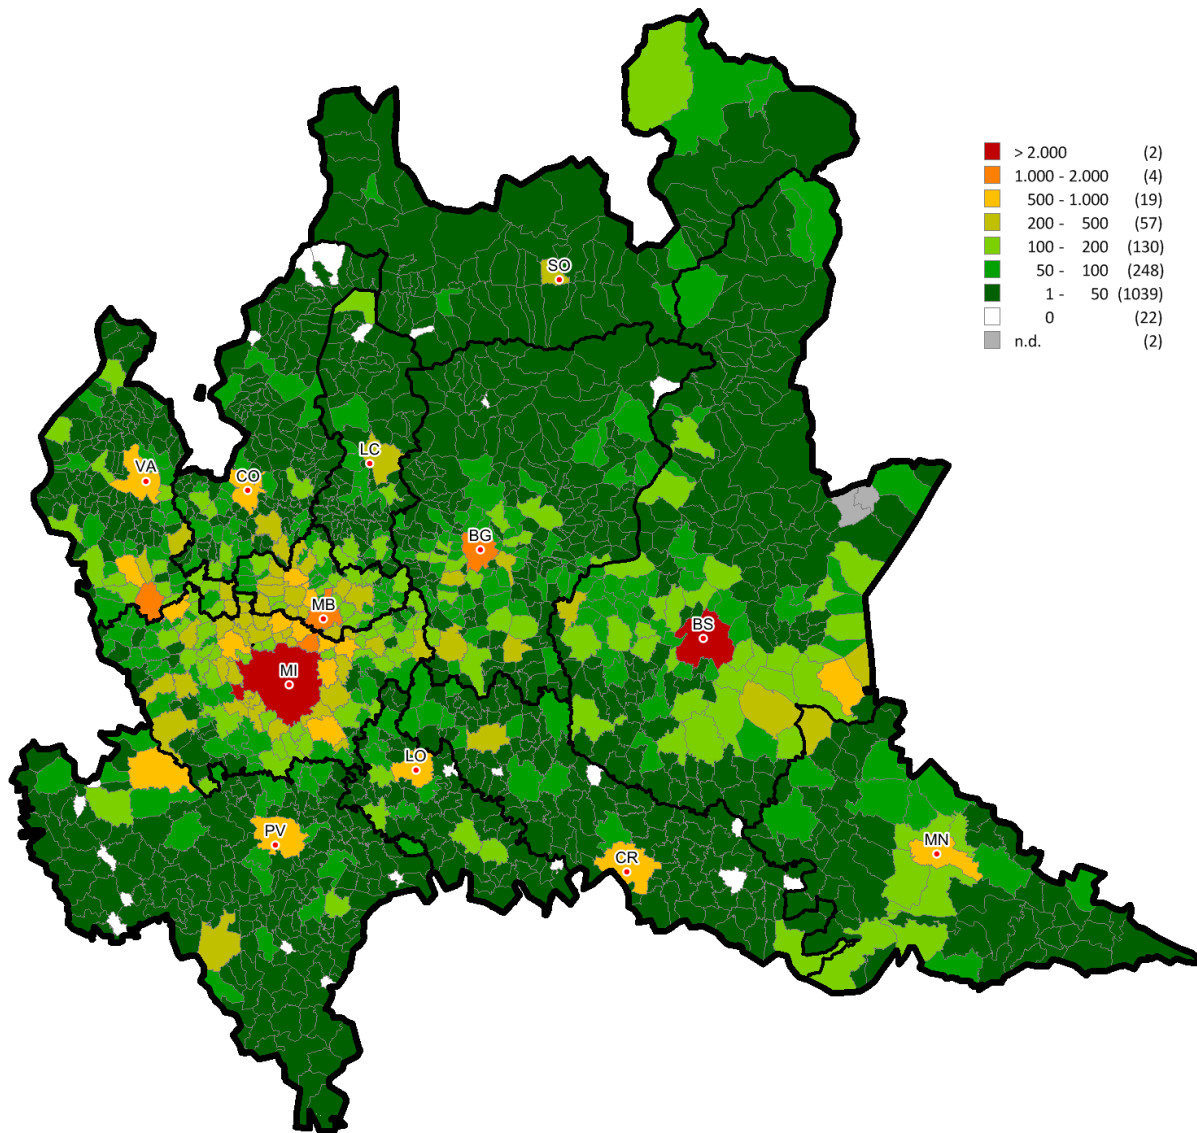 > 2.000 (2)
1.000 - 2.000 (4)
500 - 1.000 (19)
200 - 500 (57)
100 - 200 (130)
50 - 100 (248)
1 - 50 (1039)
0 (22)
n.d. (2)
SO
LC
VA
CO
BG
MB
BS
MI
LO
PV
CR
MN